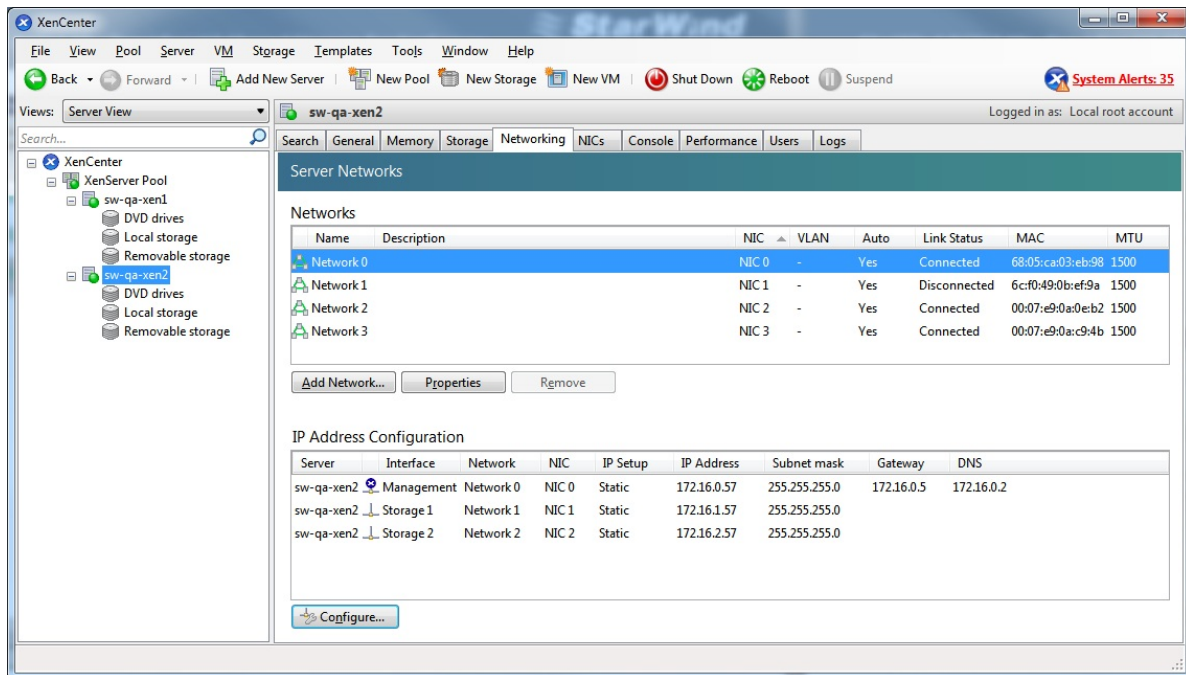 StarWind
XenCenter
File View Pool Server VM Storage Templates Tools Window Help
Back Forward Add New Server New Pool New Storage New VM Shut Down Reboot Suspend System Alerts: 35
Views: Server View sw-qa-xen2 Logged in as: Local root account
Search... Search General Memory Storage Networking NICs Console Performance Users Logs
XenCenter
XenServer Pool
sw-qa-xen1
DVD drives
Local storage
Removable storage
sw-qa-xen2
DVD drives
Local storage
Removable storage
Server Networks
Networks
Name Description NIC VLAN Auto Link Status MAC MTU
Network 0 NIC 0 - Yes Connected 68:05:ca:03:eb:98 1500
Network 1 NIC 1 - Yes Disconnected 6c:f0:49:0b:ef:9a 1500
Network 2 NIC 2 - Yes Connected 00:07:e9:0a:0e:b2 1500
Network 3 NIC 3 - Yes Connected 00:07:e9:0a:c9:4b 1500
Add Network... Properties Remove
IP Address Configuration
Server Interface Network NIC IP Setup IP Address Subnet mask Gateway DNS
sw-qa-xen2 Management Network 0 NIC 0 Static 172.16.0.57 255.255.255.0 172.16.0.5 172.16.0.2
sw-qa-xen2 Storage 1 Network 1 NIC 1 Static 172.16.1.57 255.255.255.0
sw-qa-xen2 Storage 2 Network 2 NIC 2 Static 172.16.2.57 255.255.255.0
Configure...